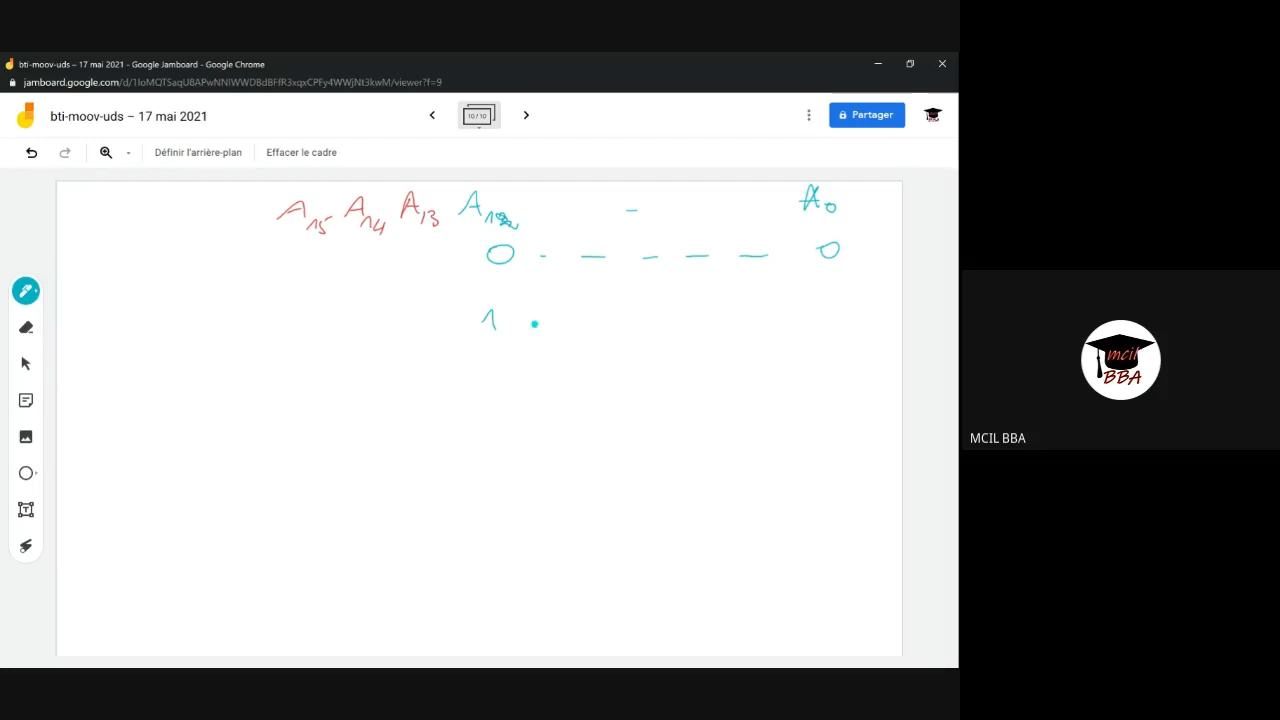 bti-moov-uds – 17 mai 2021 - Google Jamboard - Google Chrome
jamboard.google.com/d/1loMQTSaqU8APwNNIWWDBdBFfR3xqxCPFy4WWjNt3kwM/viewer?f=9
bti-moov-uds – 17 mai 2021
10 / 10
Partager
Définir l'arrière-plan
Effacer le cadre
A15 A14 A13 A12 - A0
0 - - - - - 0
1
mcil
BBA
MCIL BBA